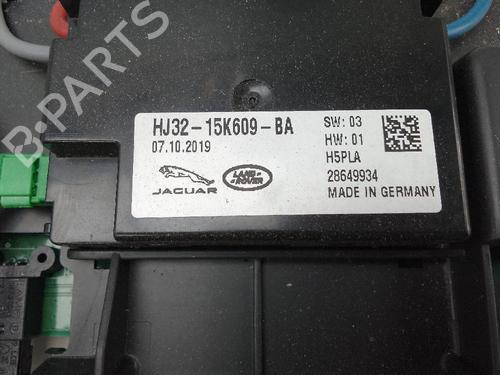 HJ32-15K609-BA
07.10.2019
JAGUAR
LAND-
ROVER
SW: 03
HW: 01
H5PLA
28649934
MADE IN GERMANY
B-PARTS